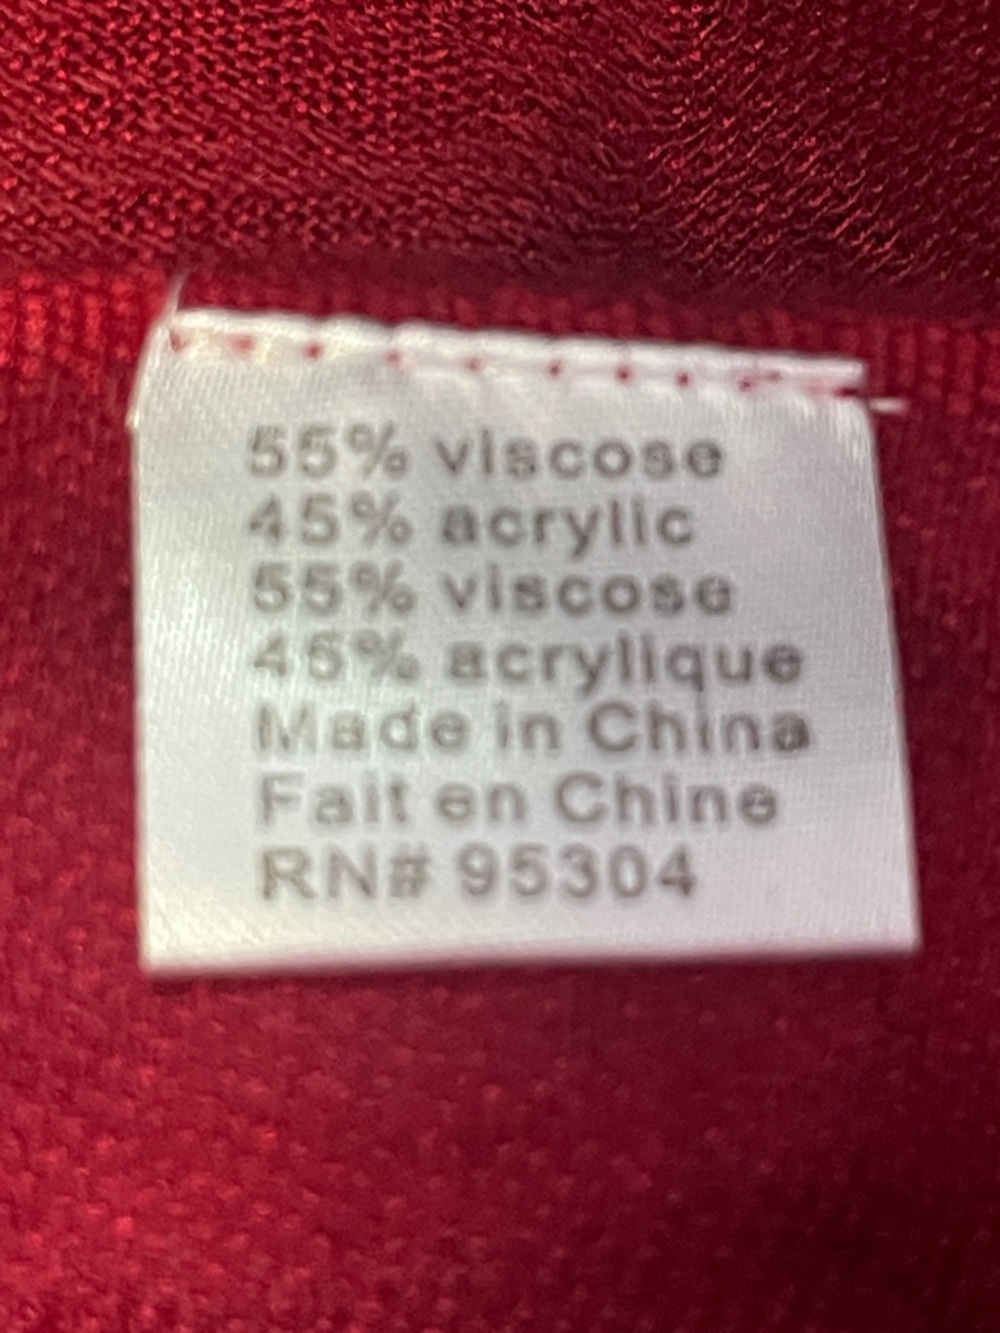 55% viscose
45% acrylic
55% viscose
45% acrylique
Made in China
Fait en Chine
RN# 95304